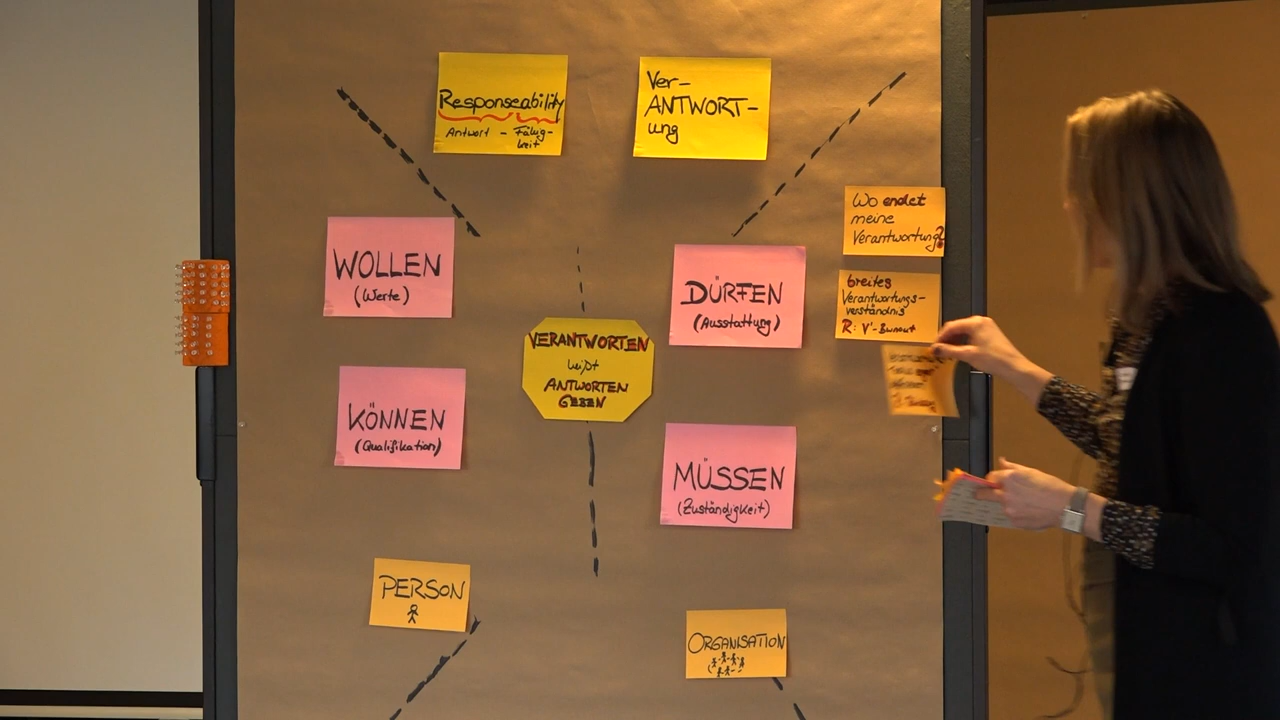 Responseability
Antwort - Fähig-
keit
Ver-
ANTWORT-
ung
WOLLEN
(Werte)
DÜRFEN
(Ausstattung)
Wo endet
meine
Verantwortung?
breites
Verantwortungs-
verständnis
R: V'-Burnout
VERANTWORTEN
heißt
ANTWORTEN
GEBEN
KÖNNEN
(Qualifikation)
MÜSSEN
(Zuständigkeit)
PERSON
ORGANISATION